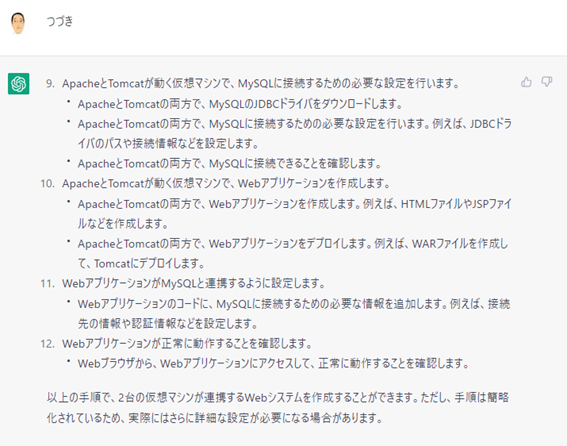 つづき
9. ApacheとTomcatが動く仮想マシンで、MySQLに接続するための必要な設定を行います。
• ApacheとTomcatの両方で、MySQLのJDBCドライバをダウンロードします。
• ApacheとTomcatの両方で、MySQLに接続するための必要な設定を行います。例えば、JDBCド
ライバのパスや接続情報などを設定します。
• ApacheとTomcatの両方で、MySQLに接続できることを確認します。
10. ApacheとTomcatが動く仮想マシンで、Webアプリケーションを作成します。
• ApacheとTomcatの両方で、Webアプリケーションを作成します。例えば、HTMLファイルやJSPファイ
ルなどを作成します。
• ApacheとTomcatの両方で、Webアプリケーションをデプロイします。例えば、WARファイルを作成し
て、Tomcatにデプロイします。
11. WebアプリケーションがMySQLと連携するように設定します。
• Webアプリケーションのコードに、MySQLに接続するための必要な情報を追加します。例えば、接続
先の情報や認証情報などを設定します。
12. Webアプリケーションが正常に動作することを確認します。
• Webブラウザから、Webアプリケーションにアクセスして、正常に動作することを確認します。
以上の手順で、2台の仮想マシンが連携するWebシステムを作成することができます。ただし、手順は簡略
化されているため、実際にはさらに詳細な設定が必要になる場合があります。